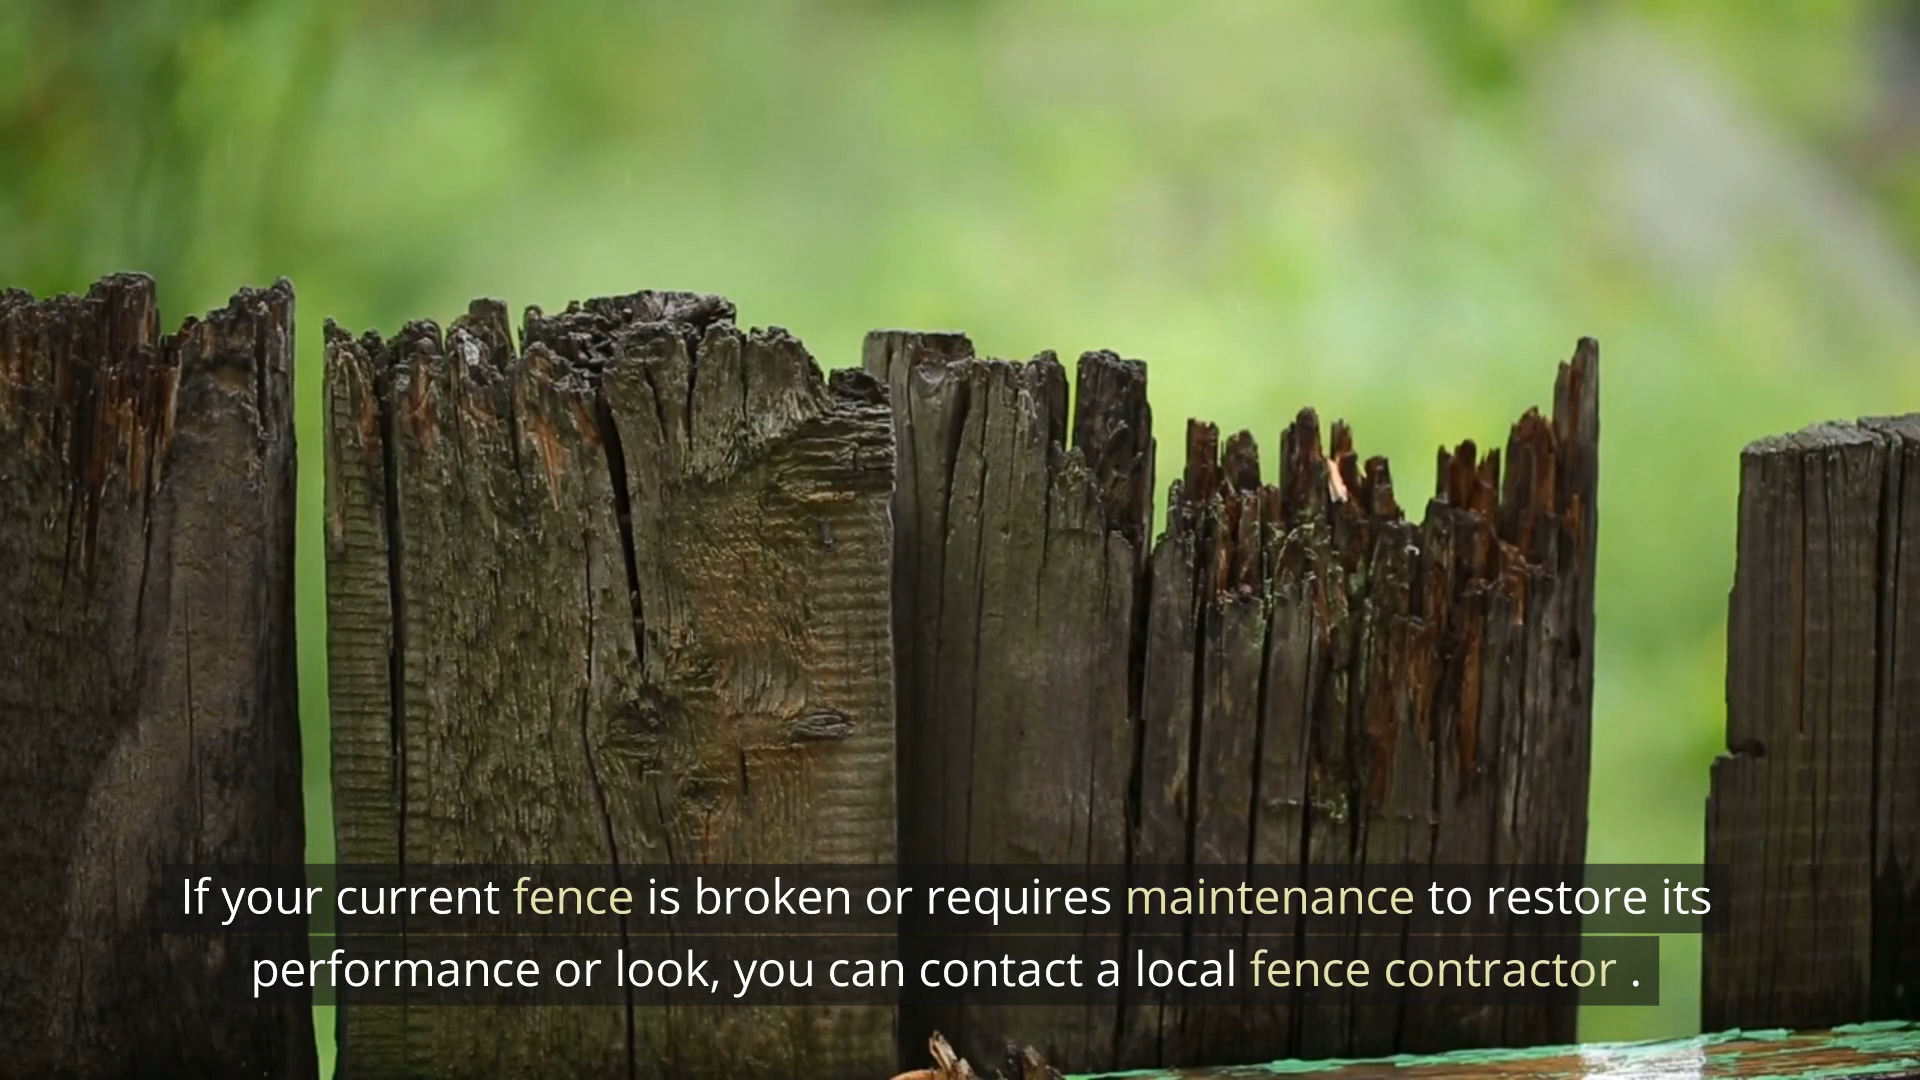 If your current fence is broken or requires maintenance to restore its
performance or look, you can contact a local fence contractor .